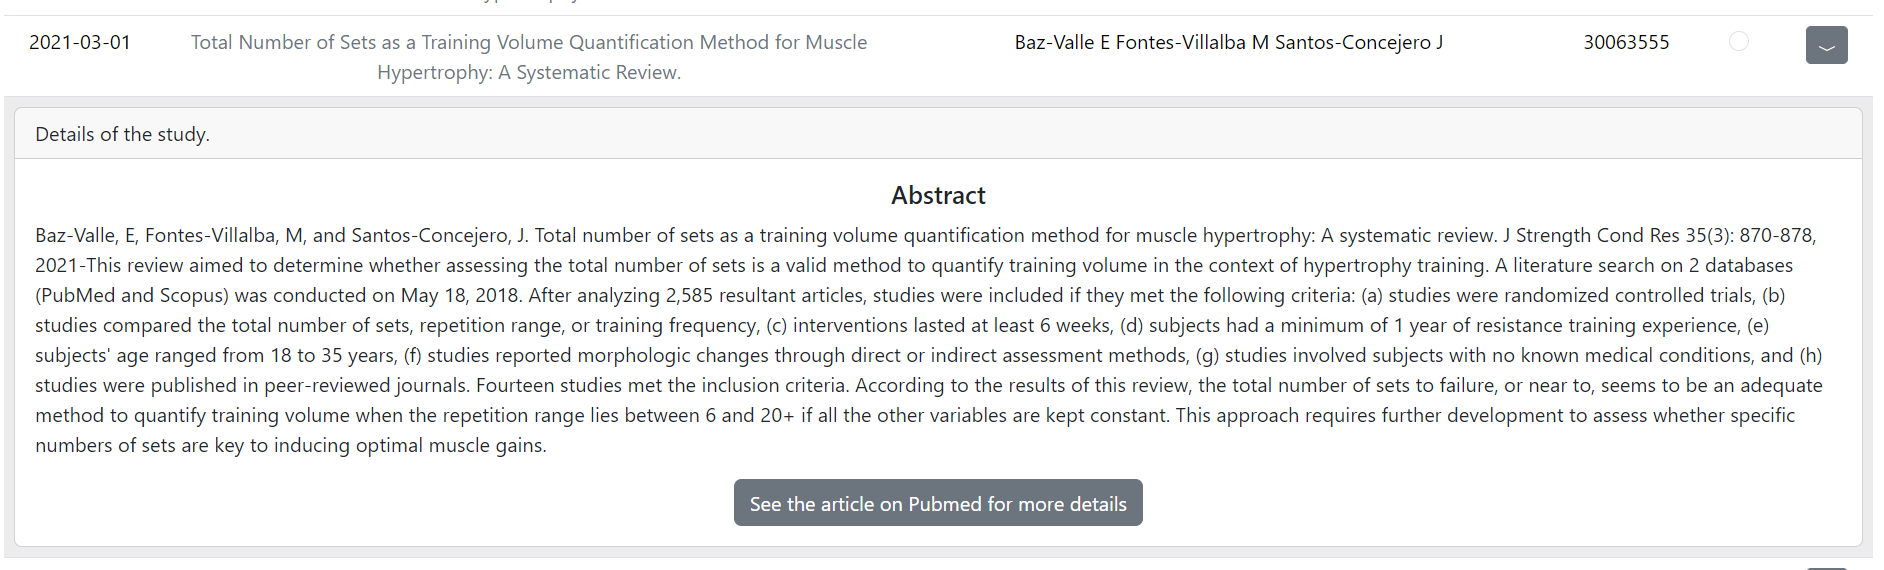 2021-03-01
Total Number of Sets as a Training Volume Quantification Method for Muscle
Hypertrophy: A Systematic Review.
Baz-Valle E Fontes-Villalba M Santos-Concejero J
30063555
Details of the study.
Abstract
Baz-Valle, E, Fontes-Villalba, M, and Santos-Concejero, J. Total number of sets as a training volume quantification method for muscle hypertrophy: A systematic review. J Strength Cond Res 35(3): 870-878,
2021-This review aimed to determine whether assessing the total number of sets is a valid method to quantify training volume in the context of hypertrophy training. A literature search on 2 databases
(PubMed and Scopus) was conducted on May 18, 2018. After analyzing 2,585 resultant articles, studies were included if they met the following criteria: (a) studies were randomized controlled trials, (b)
studies compared the total number of sets, repetition range, or training frequency, (c) interventions lasted at least 6 weeks, (d) subjects had a minimum of 1 year of resistance training experience, (e)
subjects' age ranged from 18 to 35 years, (f) studies reported morphologic changes through direct or indirect assessment methods, (g) studies involved subjects with no known medical conditions, and (h)
studies were published in peer-reviewed journals. Fourteen studies met the inclusion criteria. According to the results of this review, the total number of sets to failure, or near to, seems to be an adequate
method to quantify training volume when the repetition range lies between 6 and 20+ if all the other variables are kept constant. This approach requires further development to assess whether specific
numbers of sets are key to inducing optimal muscle gains.
See the article on Pubmed for more details